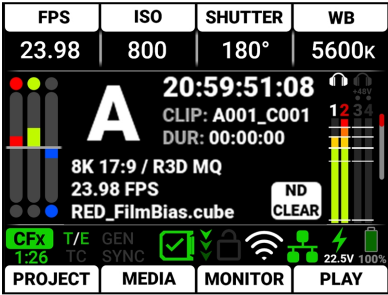 FPS ISO SHUTTER WB
23.98 800 180° 5600K
20:59:51:08
A
CLIP: A001_C001
DUR: 00:00:00
+48V
1 2 3 4
8K 17:9 / R3D MQ
23.98 FPS
RED_FilmBias.cube
ND
CLEAR
CFx T/E GEN
1:26 TC SYNC 22.5V 100%
PROJECT MEDIA MONITOR PLAY